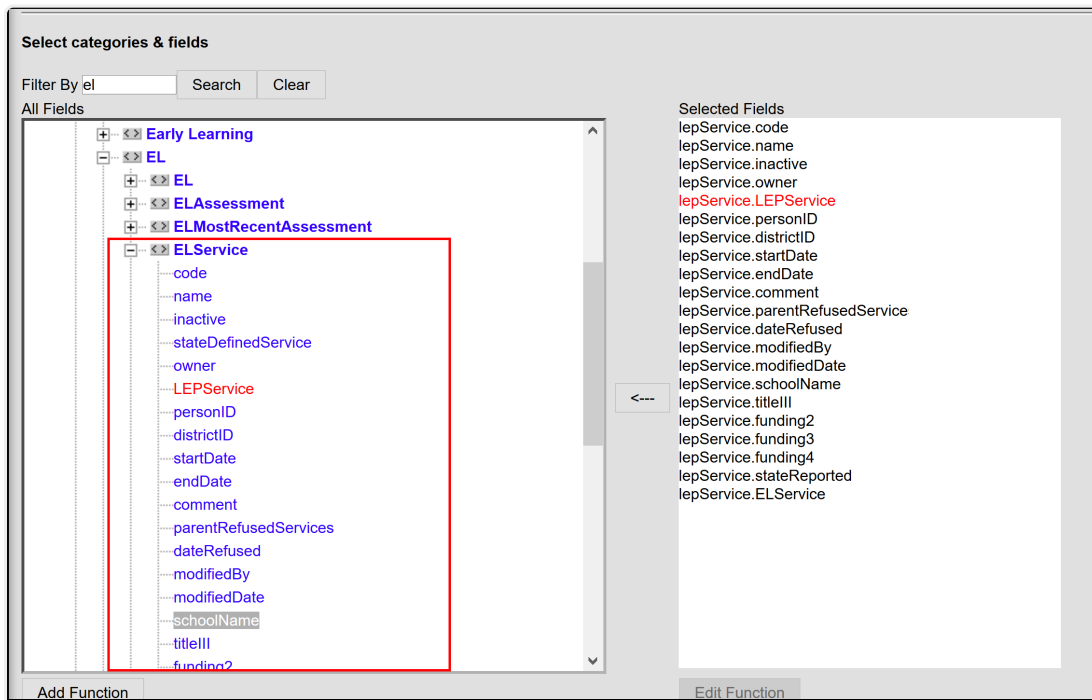 Select categories & fields
Filter By el Search Clear
All Fields
Early Learning
EL
EL
ELAssessment
ELMostRecentAssessment
ELService
code
name
inactive
stateDefinedService
owner
LEPService
personID
districtID
startDate
endDate
comment
parentRefusedServices
dateRefused
modifiedBy
modifiedDate
schoolName
titleIII
funding2
Add Function
<---
Selected Fields
lepService.code
lepService.name
lepService.inactive
lepService.owner
lepService.LEPService
lepService.personID
lepService.districtID
lepService.startDate
lepService.endDate
lepService.comment
lepService.parentRefusedService
lepService.dateRefused
lepService.modifiedBy
lepService.modifiedDate
lepService.schoolName
lepService.titleIII
lepService.funding2
lepService.funding3
lepService.funding4
lepService.stateReported
lepService.ELService
Edit Function